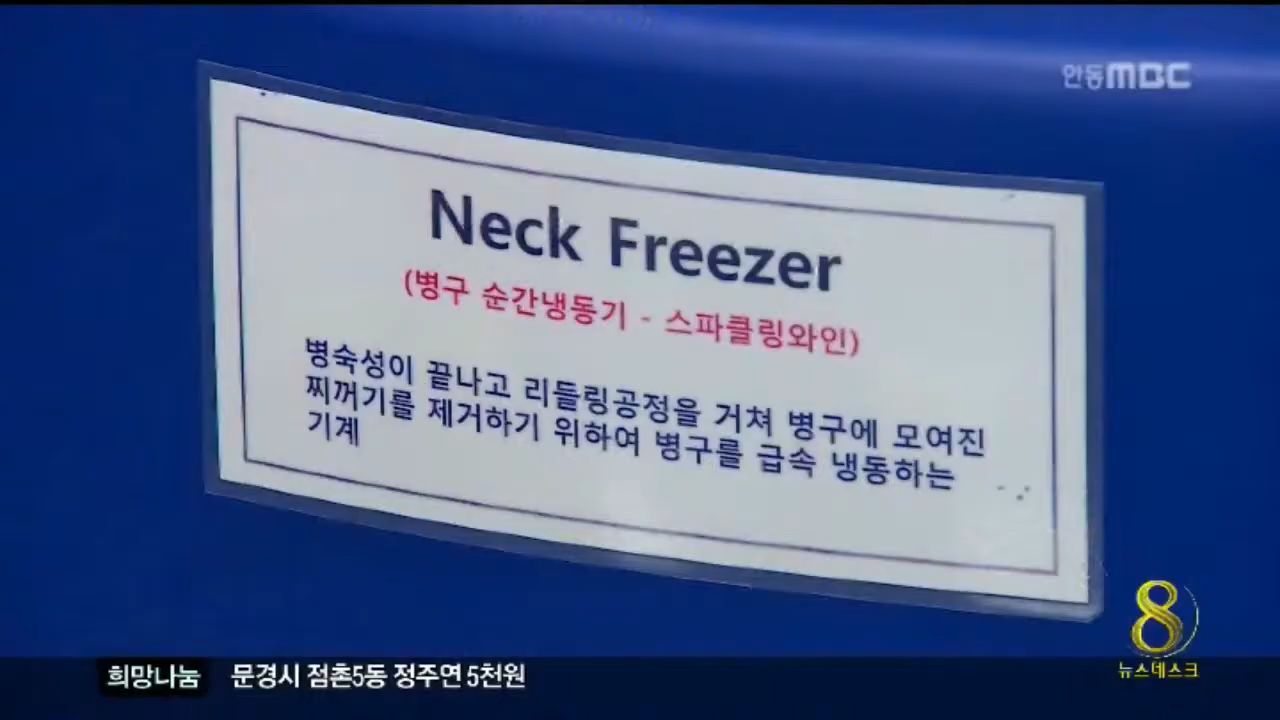 안동MBC
Neck Freezer
(병구 순간냉동기 - 스파클링와인)
병숙성이 끝나고 리들링공정을 거쳐 병구에 모여진
찌꺼기를 제거하기 위하여 병구를 급속 냉동하는
기계
8
뉴스데스크
희망나눔 문경시 점촌5동 정주연 5천원